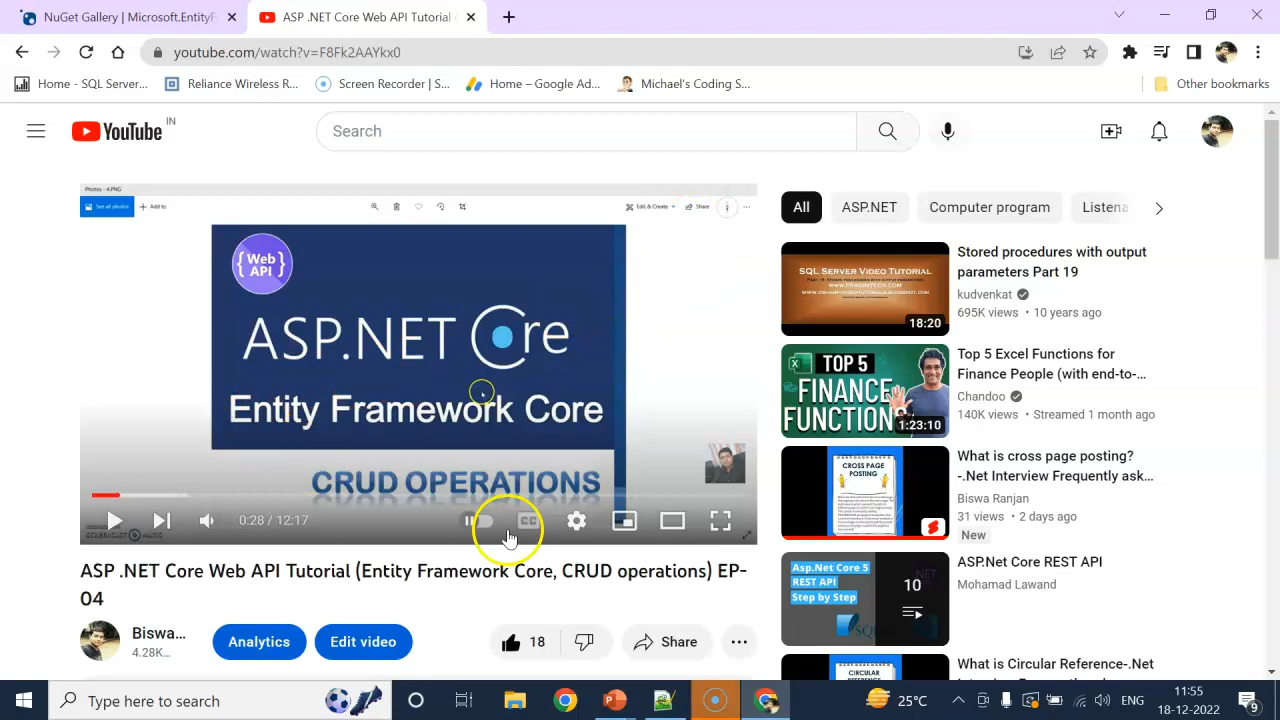 NuGet Gallery | Microsoft.EntityF
ASP .NET Core Web API Tutorial (
youtube.com/watch?v=F8Fk2AAYkx0
Home - SQL Server...
Reliance Wireless R...
Screen Recorder | S...
Home – Google Ad...
Michael's Coding S...
Other bookmarks
YouTube IN
Search
Photos - 4.PNG
See all photos
Add to
Edit & Create
Share
{Web API}
ASP.NET Core
Entity Framework Core
CRUD OPERATIONS
0:28 / 12:17
CC
ASP .NET Core Web API Tutorial (Entity Framework Core, CRUD operations) EP-
04
Biswa...
4.28K...
Analytics
Edit video
18
Share
All
ASP.NET
Computer program
Listena
SQL SERVER VIDEO TUTORIAL
18:20
Stored procedures with output
parameters Part 19
kudvenkat
695K views • 10 years ago
TOP 5
FINANCE
FUNCTION
1:23:10
Top 5 Excel Functions for
Finance People (with end-to-...
Chandoo
140K views • Streamed 1 month ago
CROSS PAGE
POSTING
What is cross page posting?
-.Net Interview Frequently ask...
Biswa Ranjan
31 views • 2 days ago
New
Asp.Net Core 5
REST API
Step by Step
10
ASP.Net Core REST API
Mohamad Lawand
CIRCULAR
What is Circular Reference-.Net
Type here to search
25°C
ENG
11:55
18-12-2022
9